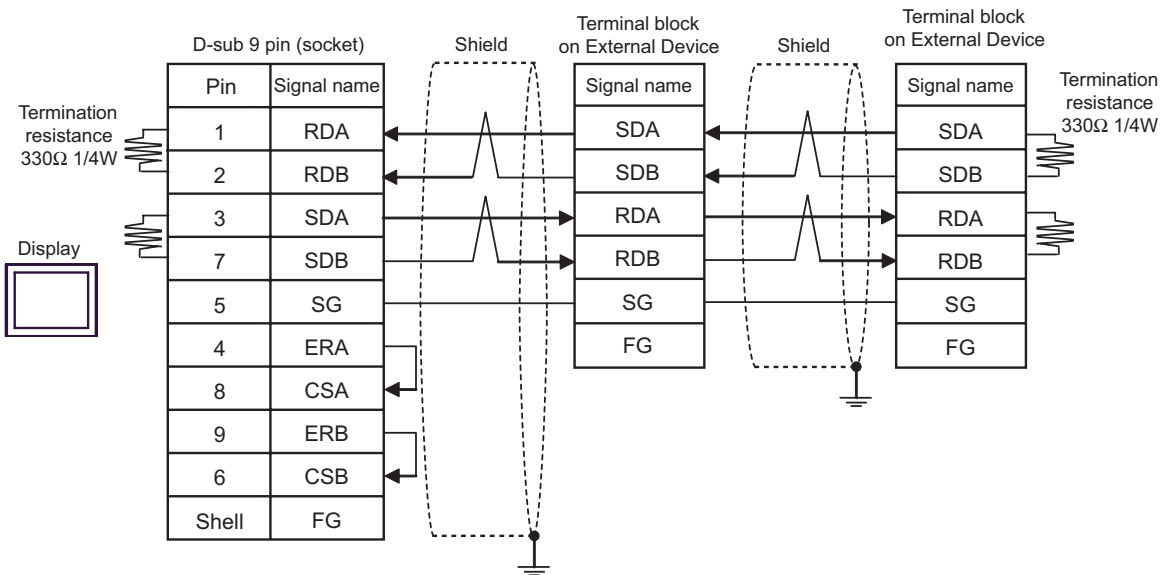 Terminal block
on External Device
Terminal block
on External Device
D-sub 9 pin (socket)
Shield
Shield
Pin Signal name
Signal name
Signal name
Termination
resistance
330Ω 1/4W
Termination
resistance
330Ω 1/4W
1 RDA
SDA
SDA
2 RDB
SDB
SDB
3 SDA
RDA
RDA
7 SDB
RDB
RDB
Display
5 SG
SG
SG
4 ERA
FG
FG
8 CSA
9 ERB
6 CSB
Shell FG